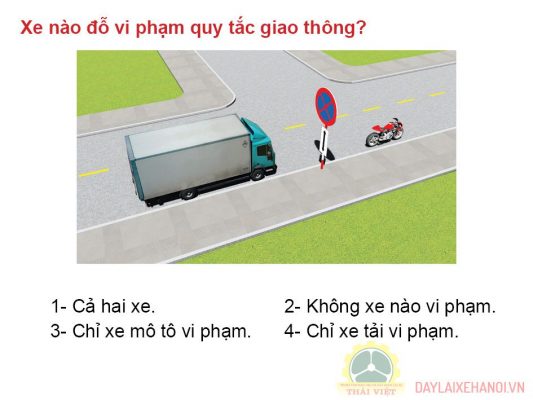 Xe nào đỗ vi phạm quy tắc giao thông?
1- Cả hai xe.
2- Không xe nào vi phạm.
3- Chỉ xe mô tô vi phạm.
4- Chỉ xe tải vi phạm.
THÁI VIỆT
DAYLAIXEHANOI.VN